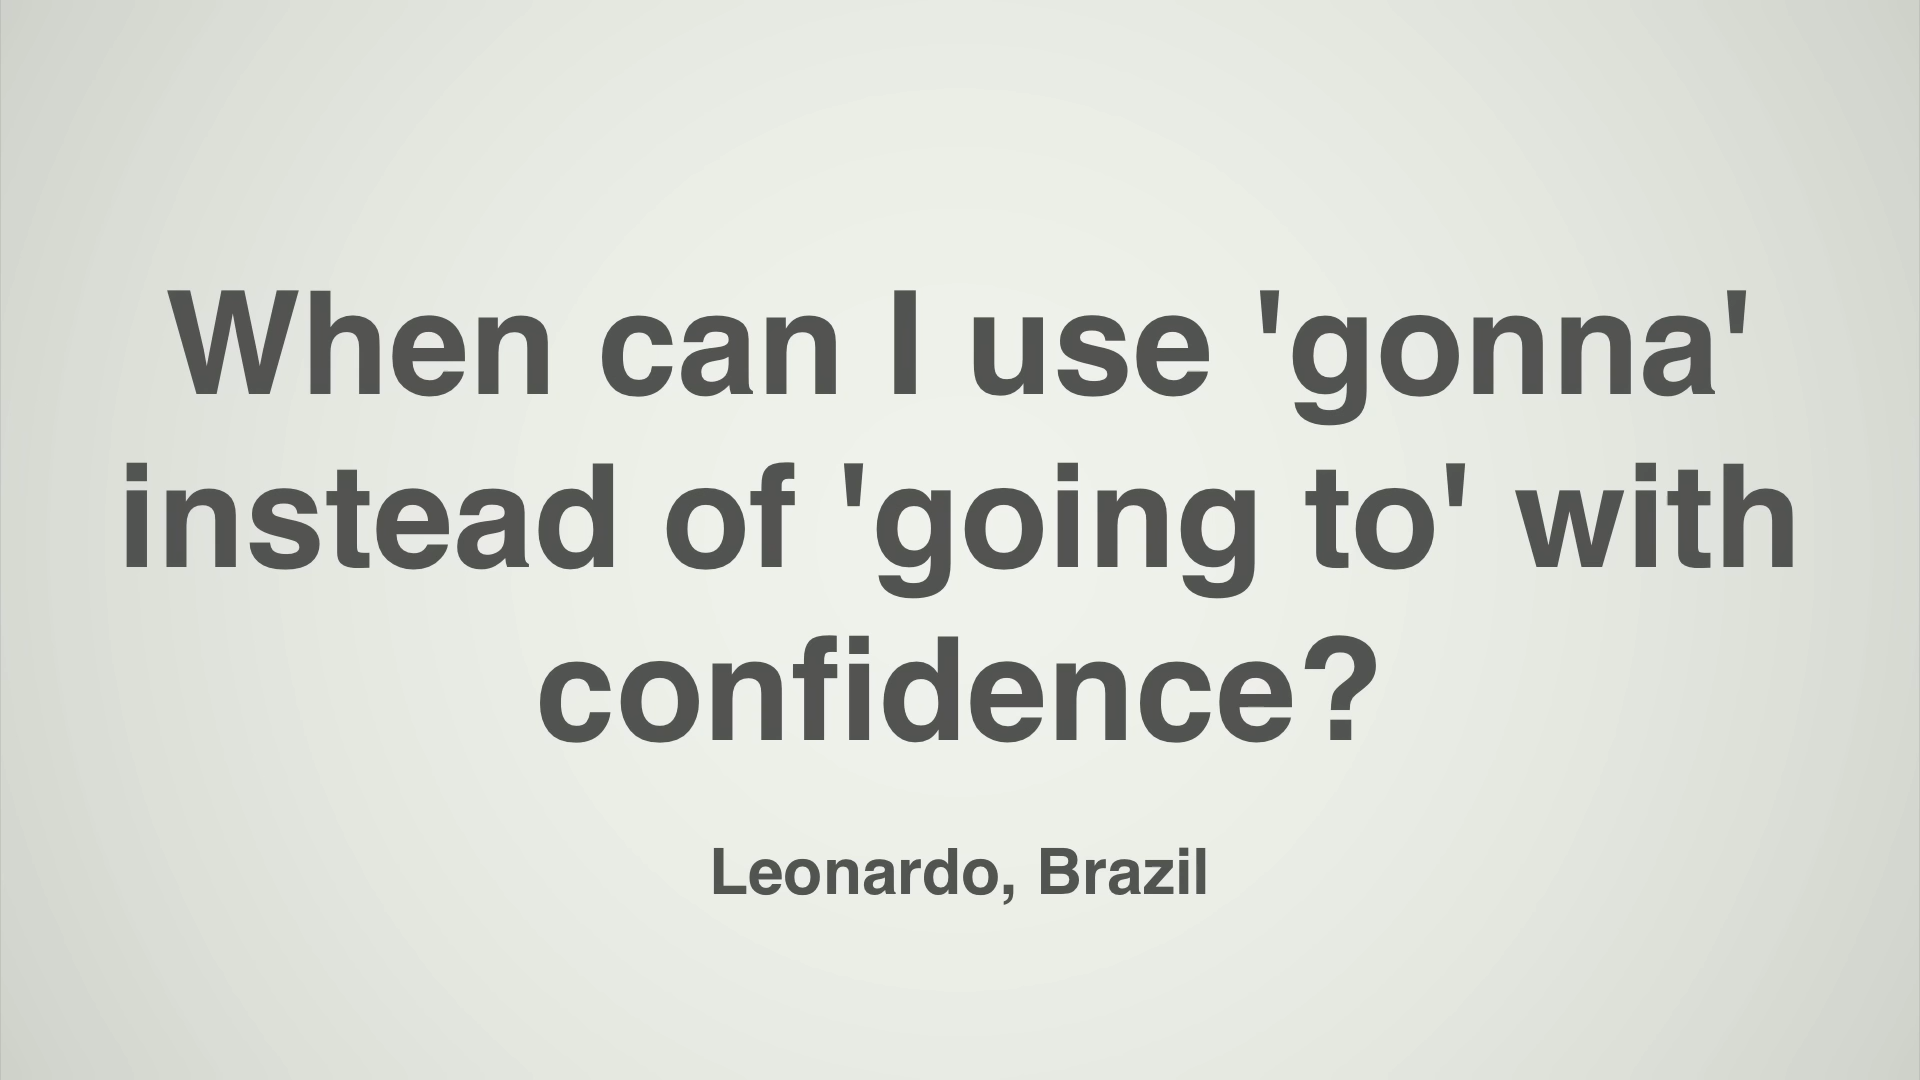 When can I use 'gonna'
instead of 'going to' with
confidence?
Leonardo, Brazil